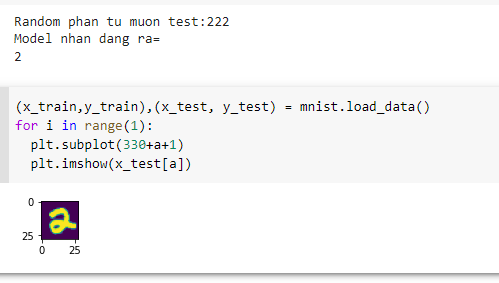 Random phan tu muon test:222
Model nhan dang ra=
2
(x_train,y_train),(x_test, y_test) = mnist.load_data()
for i in range(1):
  plt.subplot(330+a+1)
  plt.imshow(x_test[a])
0
2
25
0 25